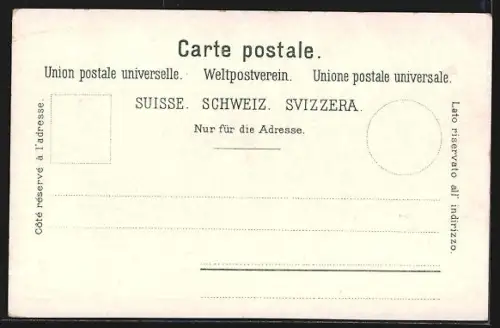 Carte postale.
Union postale universelle. Weltpostverein. Unione postale universale.
SUISSE. SCHWEIZ. SVIZZERA.
Nur für die Adresse.
Côté réservé à l'adresse.
Lato riservato all' indirizzo.